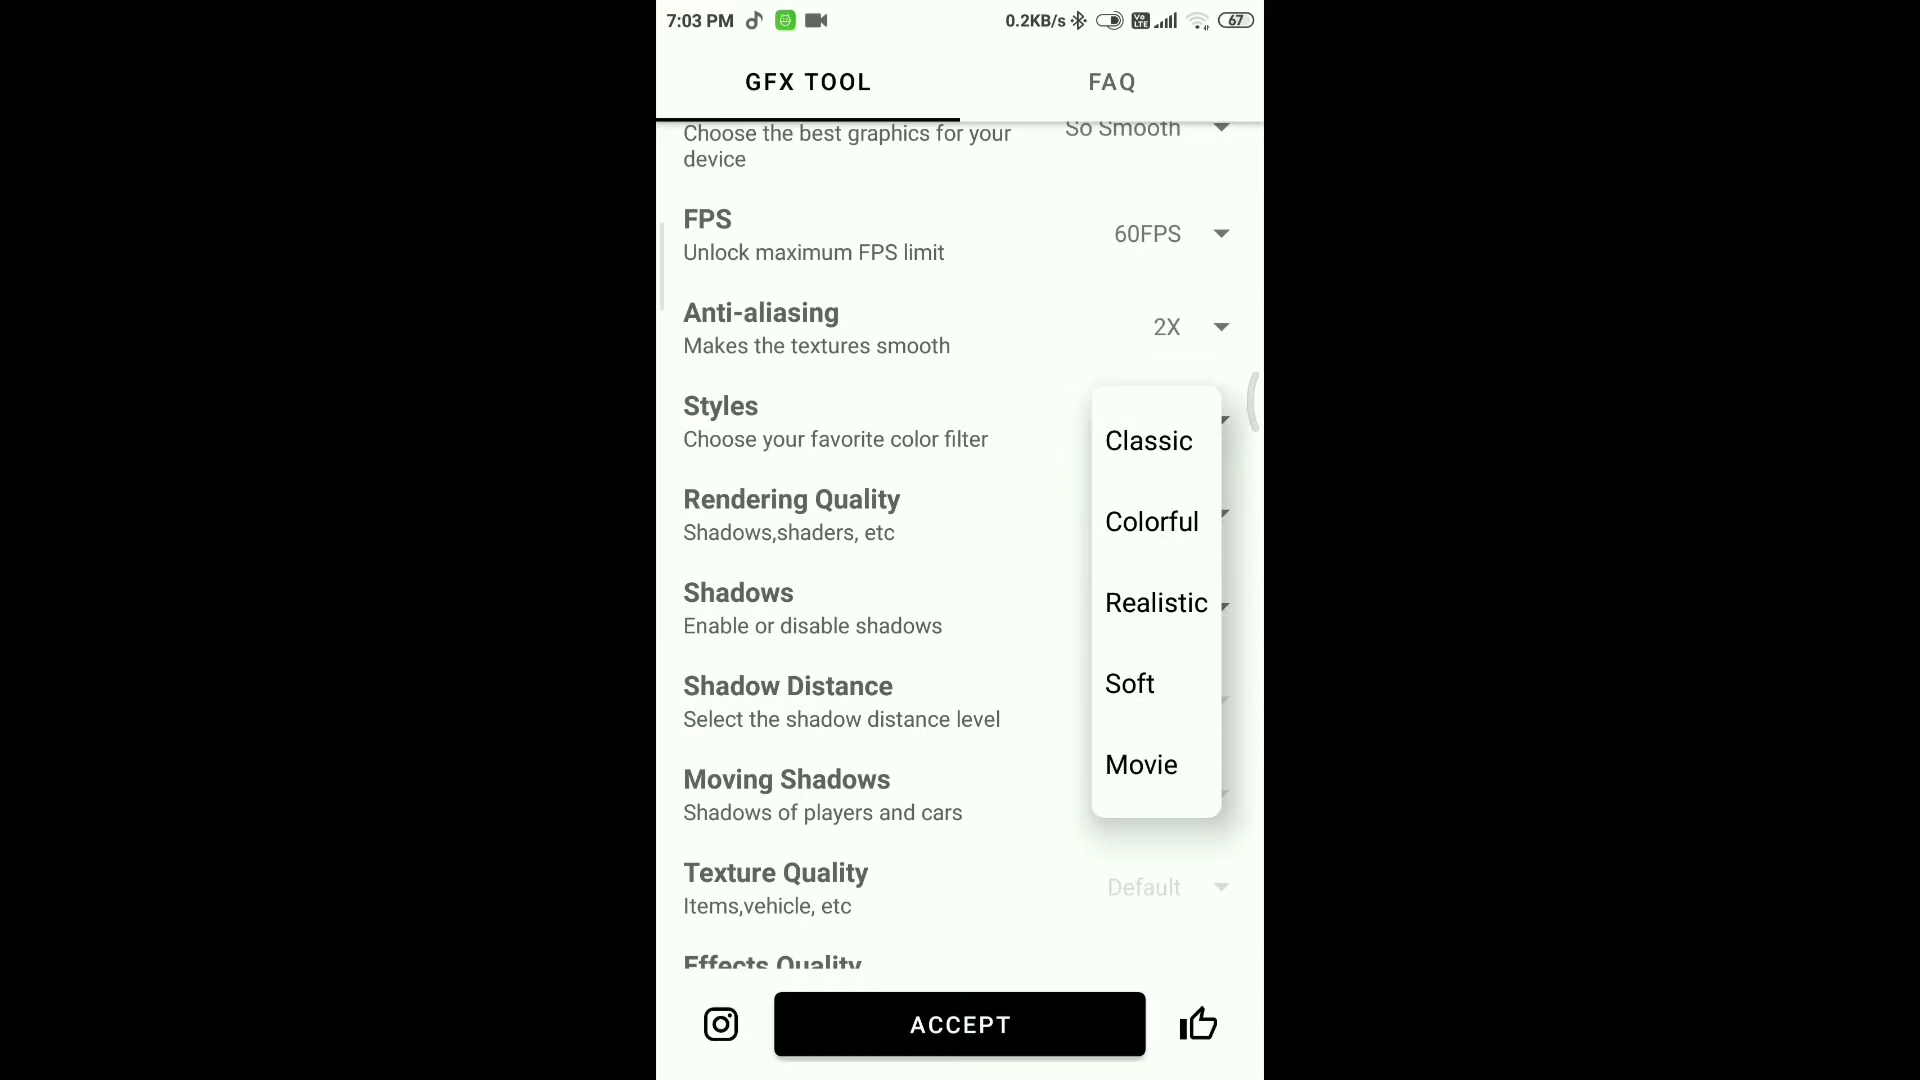 7:03 PM 0.2KB/s Vo LTE 67
GFX TOOL FAQ
Choose the best graphics for your So Smooth
device
FPS
60FPS
Unlock maximum FPS limit
Anti-aliasing
2X
Makes the textures smooth
Styles
Choose your favorite color filter
Classic
Rendering Quality
Colorful
Shadows,shaders, etc
Shadows
Realistic
Enable or disable shadows
Shadow Distance
Soft
Select the shadow distance level
Moving Shadows
Movie
Shadows of players and cars
Texture Quality
Default
Items,vehicle, etc
Effects Quality
ACCEPT